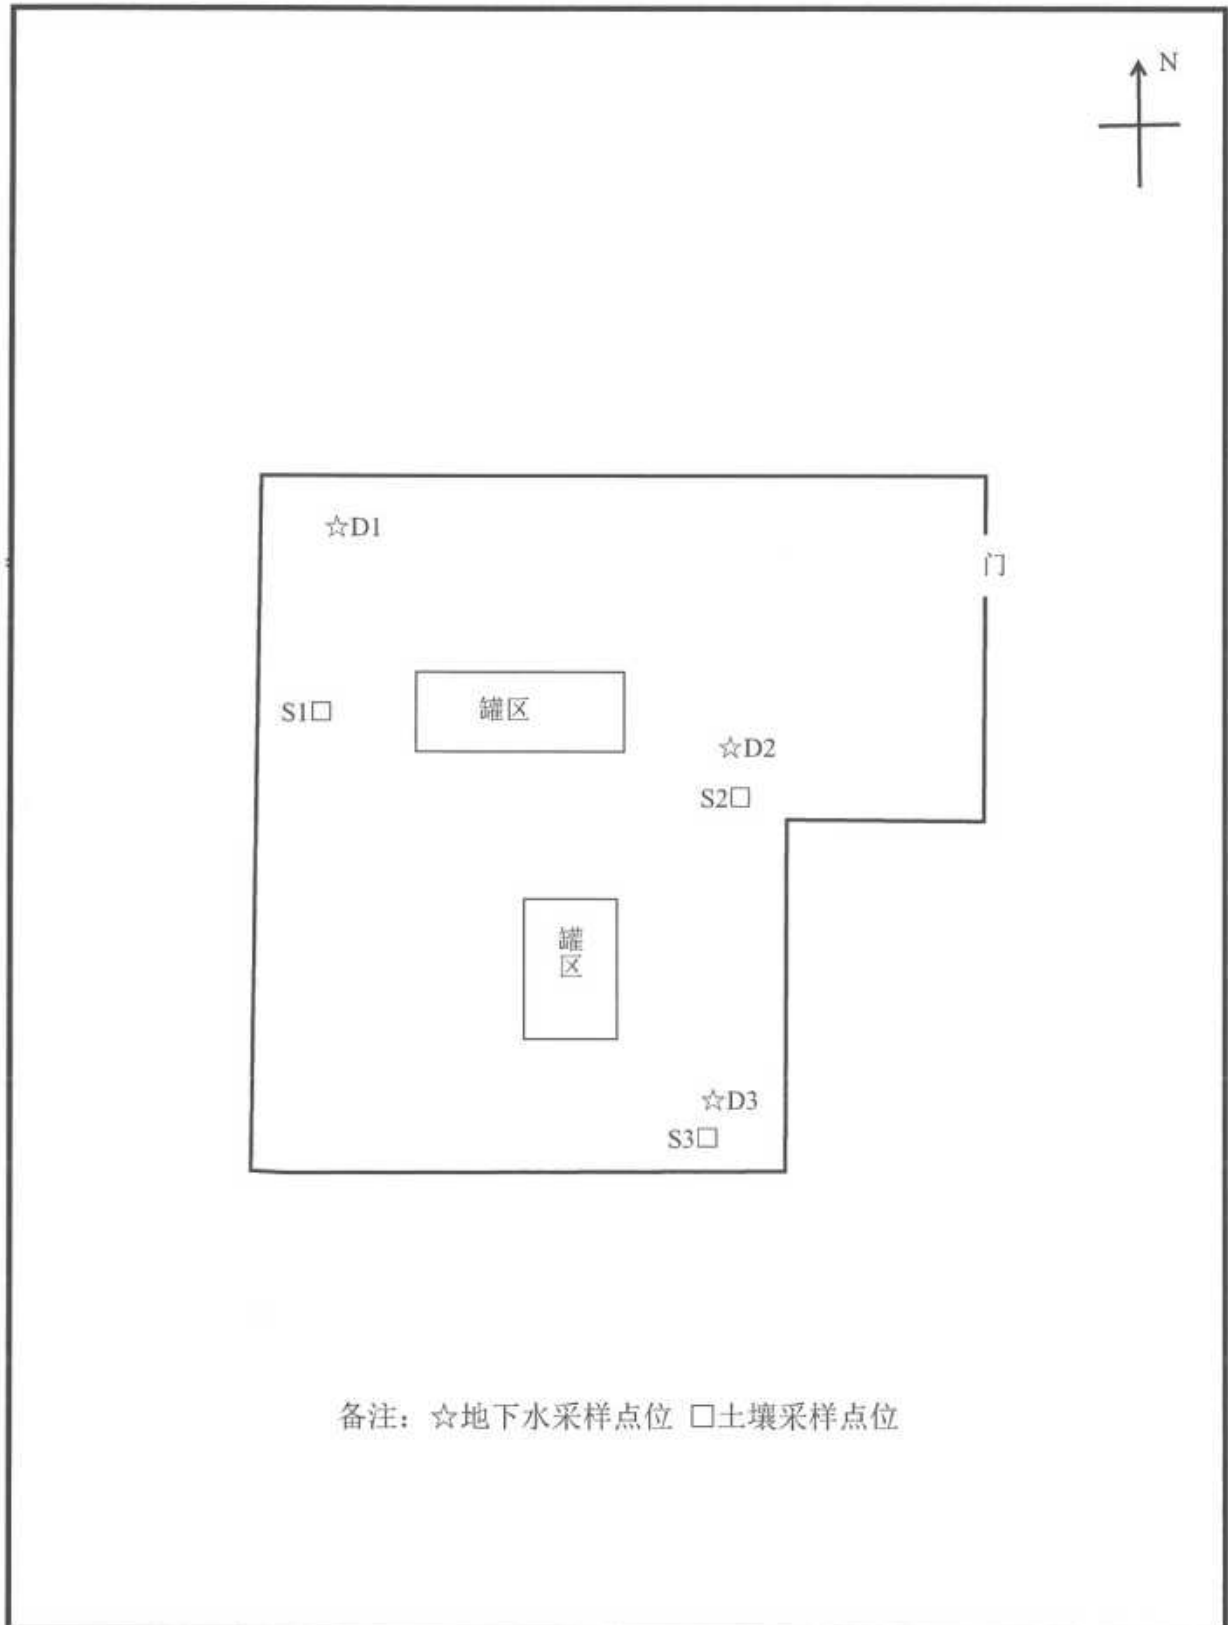 N
☆D1
门
S1□
罐区
☆D2
S2□
罐
区
☆D3
S3□
备注：☆地下水采样点位 □土壤采样点位